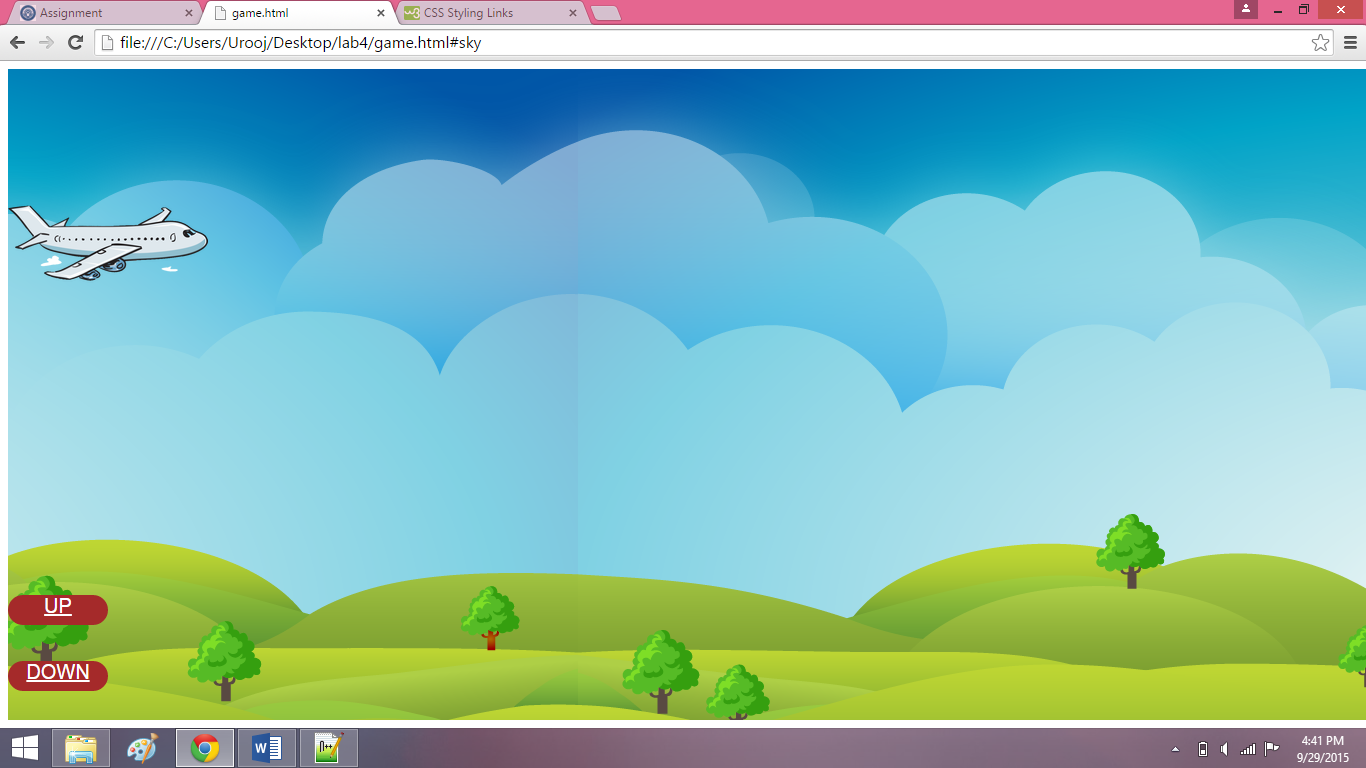 Assignment
game.html
CSS Styling Links
file:///C:/Users/Urooj/Desktop/lab4/game.html#sky
UP
DOWN
4:41 PM
9/29/2015